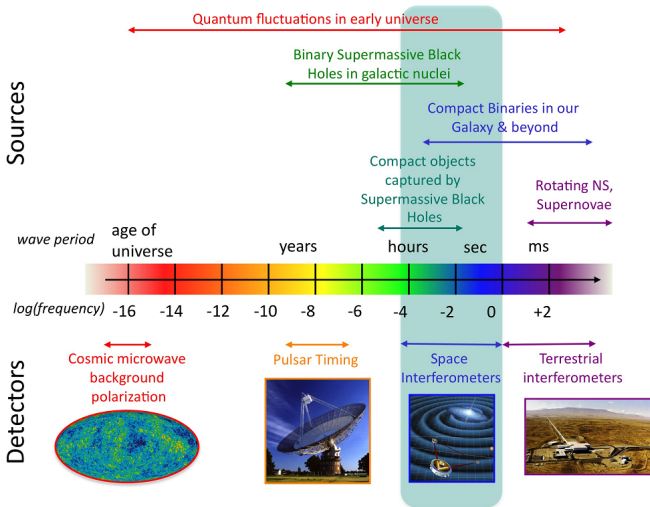 Sources
Quantum fluctuations in early universe
Binary Supermassive Black
Holes in galactic nuclei
Compact Binaries in our
Galaxy & beyond
Compact objects
captured by
Supermassive Black
Holes
Rotating NS,
Supernovae
wave period
age of
universe
years
hours
sec
ms
log(frequency)
-16 -14 -12 -10 -8 -6 -4 -2 0 +2
Detectors
Cosmic microwave
background
polarization
Pulsar Timing
Space
Interferometers
Terrestrial
interferometers